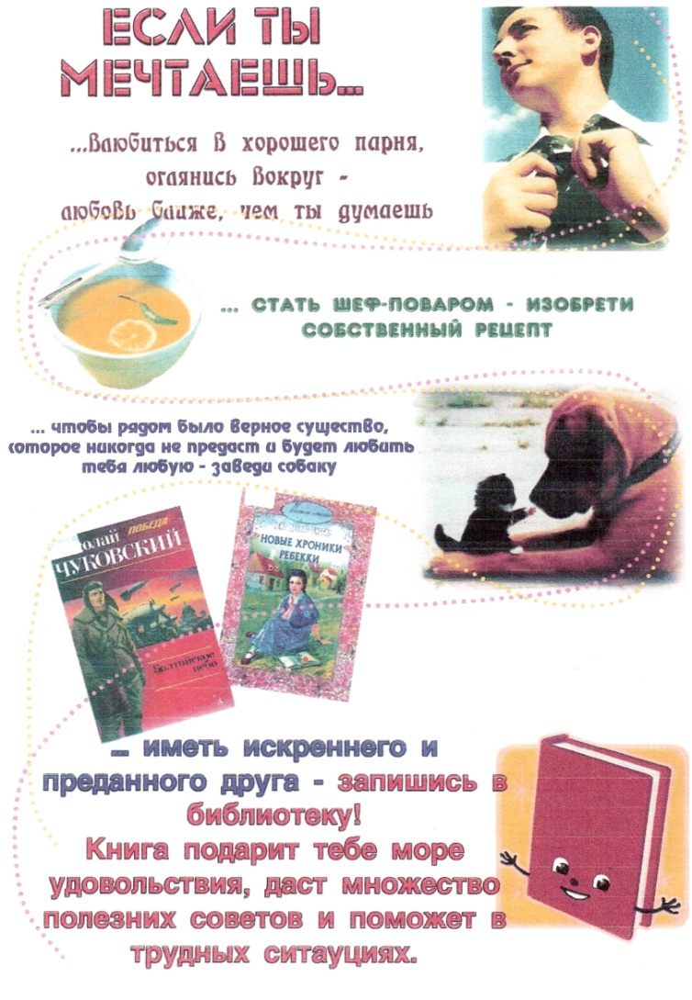 ЕСЛИ ТЫ
МЕЧТАЕШЬ...
...Влюбиться в хорошего парня,
оглянись вокруг -
любовь ближе, чем ты думаешь
... СТАТЬ ШЕФ-ПОВАРОМ - ИЗОБРЕТИ
СОБСТВЕННЫЙ РЕЦЕПТ
... чтобы рядом было верное существо,
которое никогда не предаст и будет любить
тебя любую - заведи собаку
ПОБЕДА
олай
ЧУКОВСКИЙ
Балтийское
небо
НОВЫЕ ХРОНИКИ
РЕБЕККИ
... иметь искреннего и
преданного друга - запишись в
библиотеку!
Книга подарит тебе море
удовольствия, даст множество
полезних советов и поможет в
трудных ситауциях.